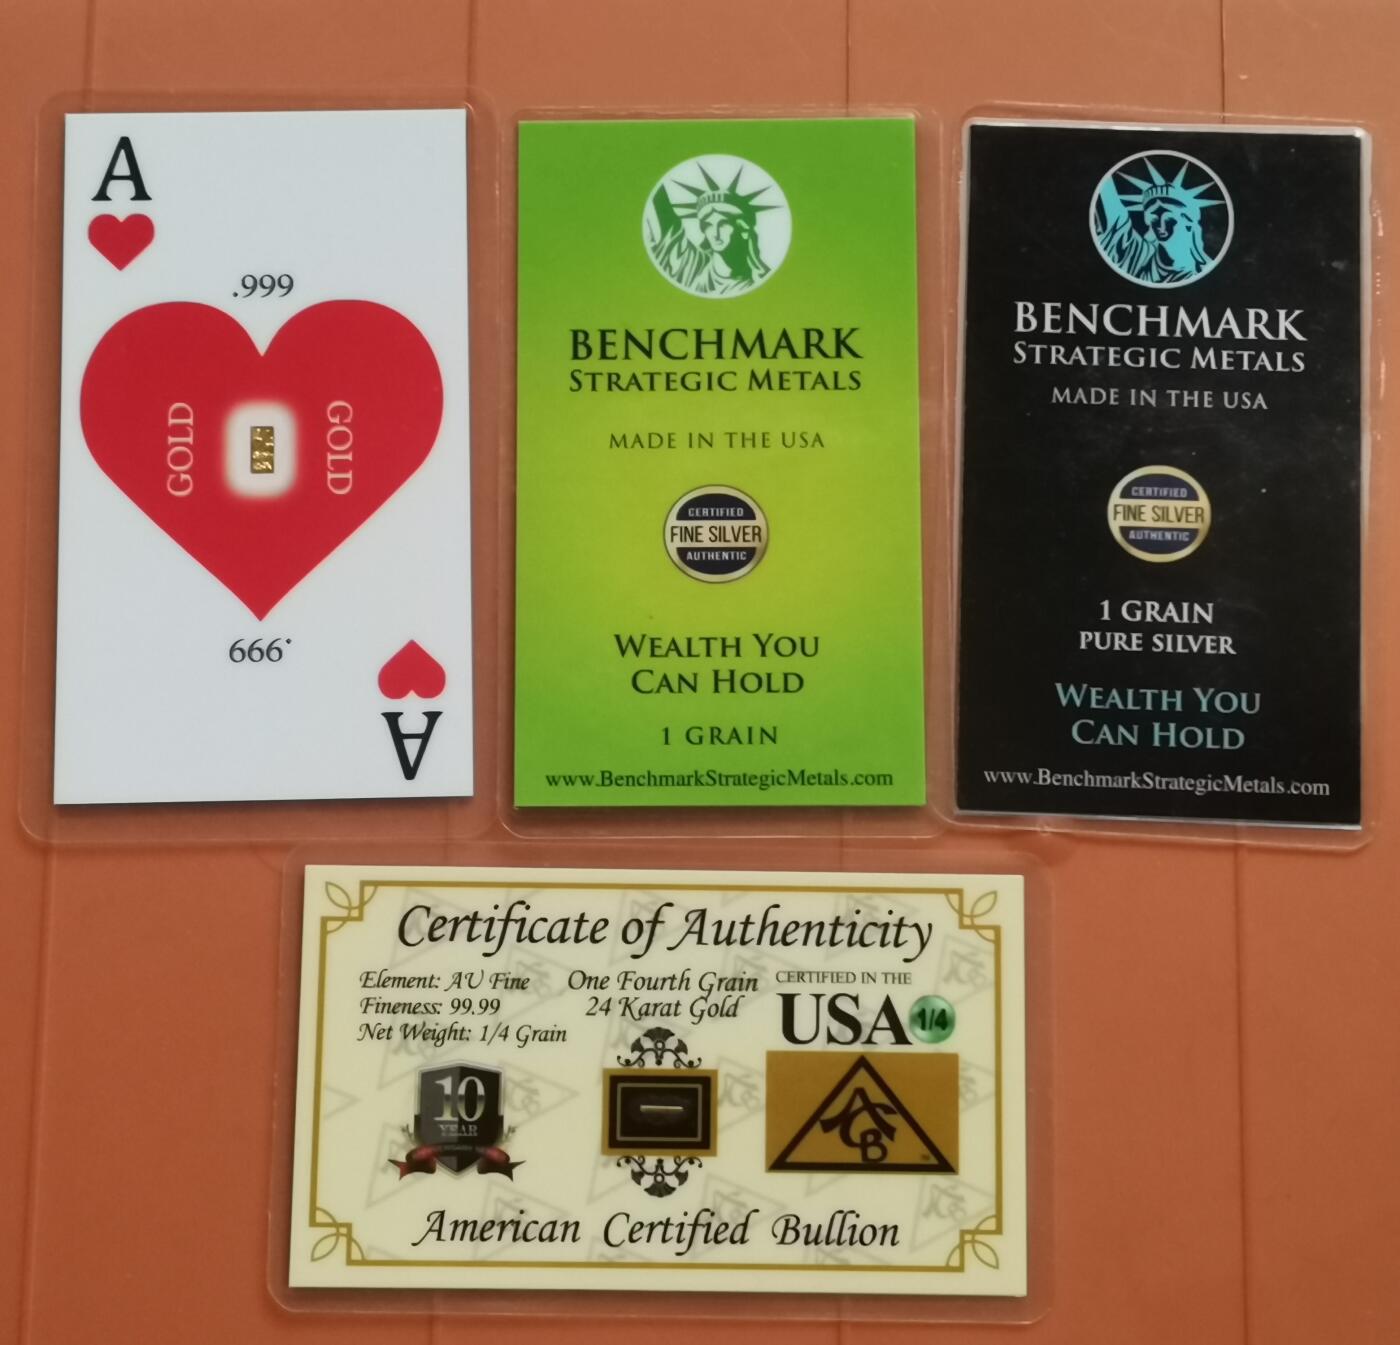 A
.999
GOLD
GOLD
.999
A
BENCHMARK
STRATEGIC METALS
MADE IN THE USA
CERTIFIED
FINE SILVER
AUTHENTIC
WEALTH YOU
CAN HOLD
1 GRAIN
www.BenchmarkStrategicMetals.com
BENCHMARK
STRATEGIC METALS
MADE IN THE USA
CERTIFIED
FINE SILVER
AUTHENTIC
1 GRAIN
PURE SILVER
WEALTH YOU
CAN HOLD
www.BenchmarkStrategicMetals.com
Certificate of Authenticity
Element: AU Fine
Fineness: 99.99
Net Weight: 1/4 Grain
One Fourth Grain
24 Karat Gold
CERTIFIED IN THE
USA
1/4
10
YEAR
ACB
American Certified Bullion